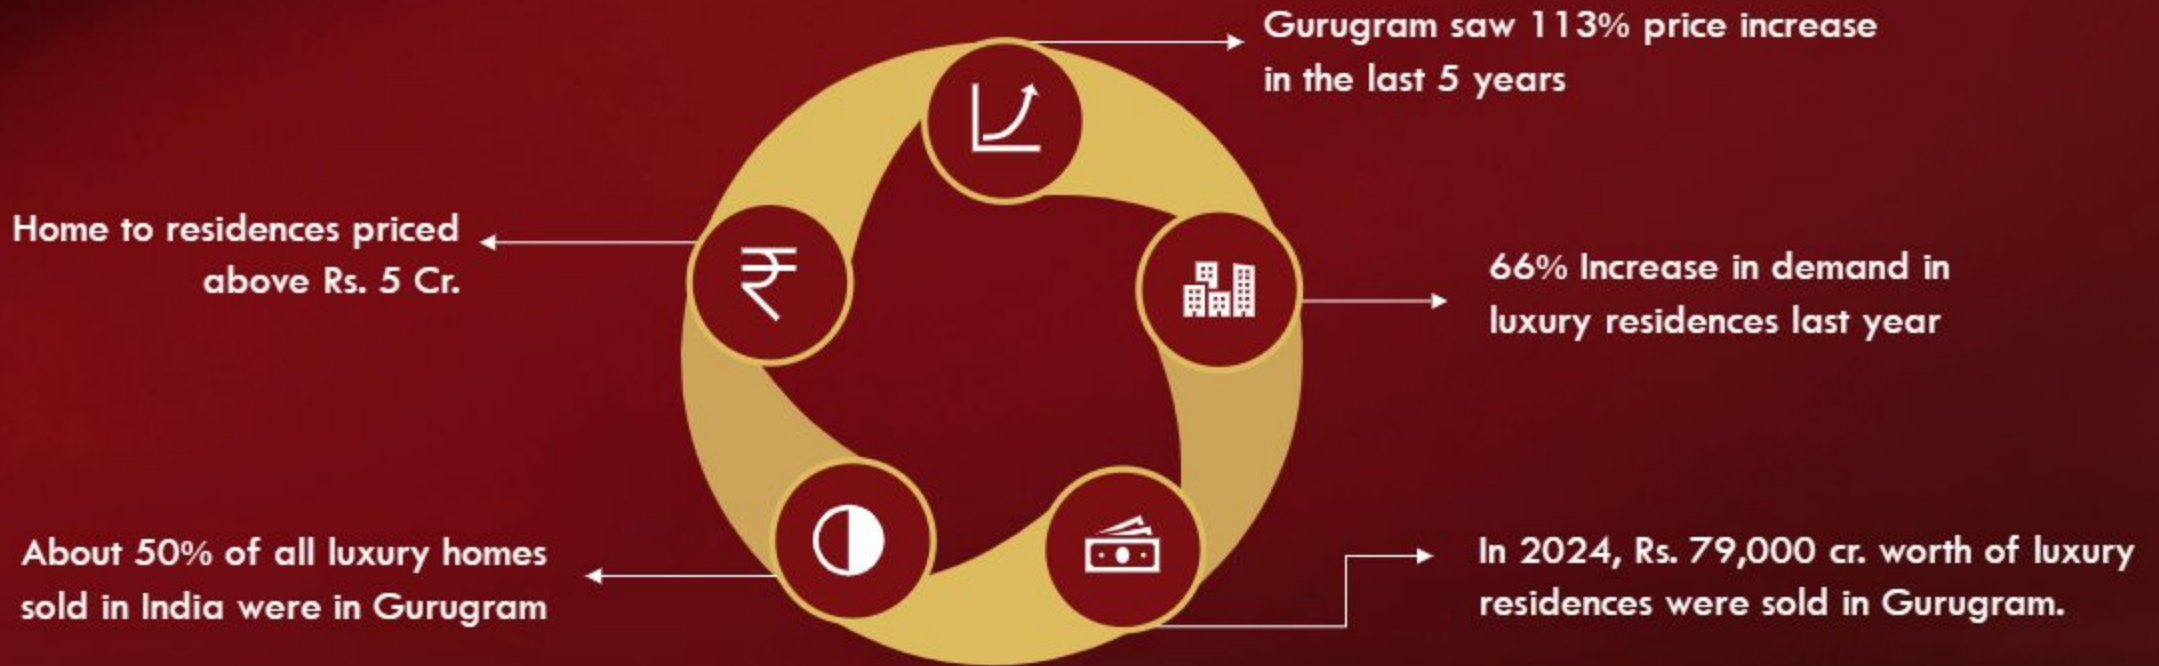 Gurugram saw 113% price increase
in the last 5 years
Home to residences priced
above Rs. 5 Cr.
66% Increase in demand in
luxury residences last year
About 50% of all luxury homes
sold in India were in Gurugram
In 2024, Rs. 79,000 cr. worth of luxury
residences were sold in Gurugram.